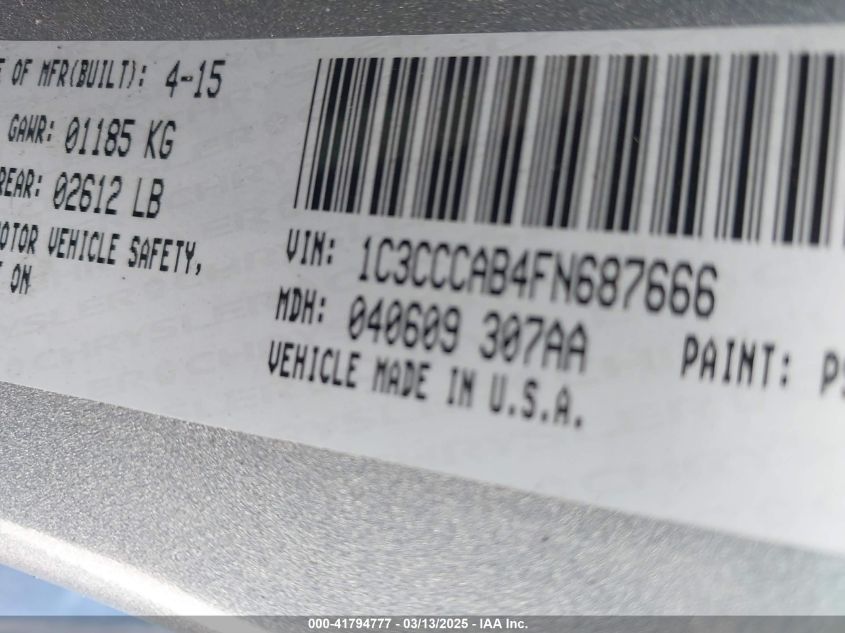 E OF MFR(BUILT): 4-15
GAWR: 01185 KG
REAR: 02612 LB
OTOR VEHICLE SAFETY,
ON
VIN: 1C3CCCAB4FN687666
MDH: 040609 307AA
PAINT: PS
VEHICLE MADE IN U.S.A.
000-41794777 - 03/13/2025 - IAA Inc.